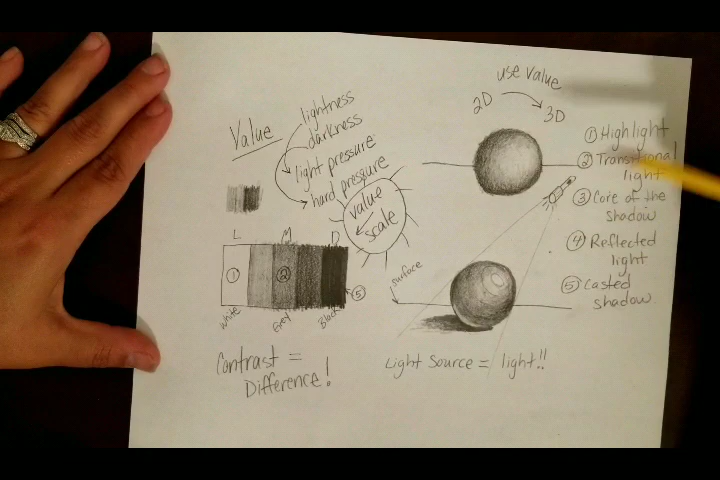 Value
lightness
darkness
light pressure
hard pressure
value
scale
L M D
1 2
5
White Grey Black
Contrast =
Difference!
use value
2D 3D
① Highlight
② Transitional
light
③ Core of the
shadow
④ Reflected
light
⑤ Casted
shadow
surface
Light Source = light!!